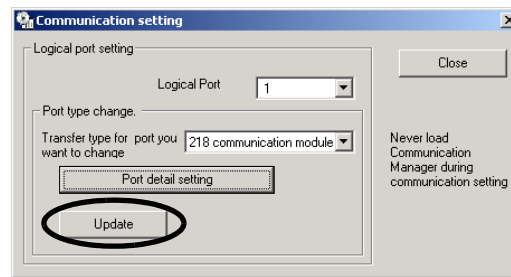 Communication setting
Logical port setting
Close
Logical Port
1
Port type change.
Transfer type for port you
want to change
218 communication module
Never load
Communication
Manager during
communication setting
Port detail setting
Update